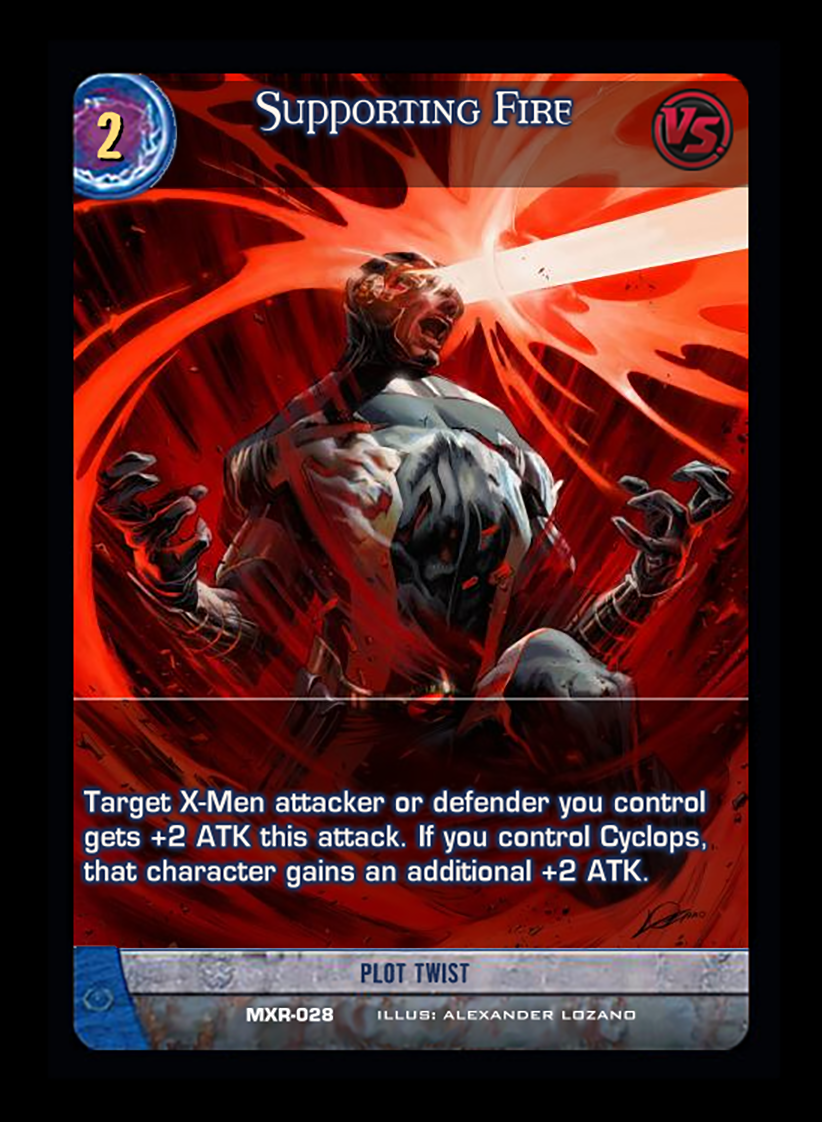 2
Supporting Fire
VS.
Target X-Men attacker or defender you control
gets +2 ATK this attack. If you control Cyclops,
that character gains an additional +2 ATK.
PLOT TWIST
MXR-028 ILLUS: ALEXANDER LOZANO